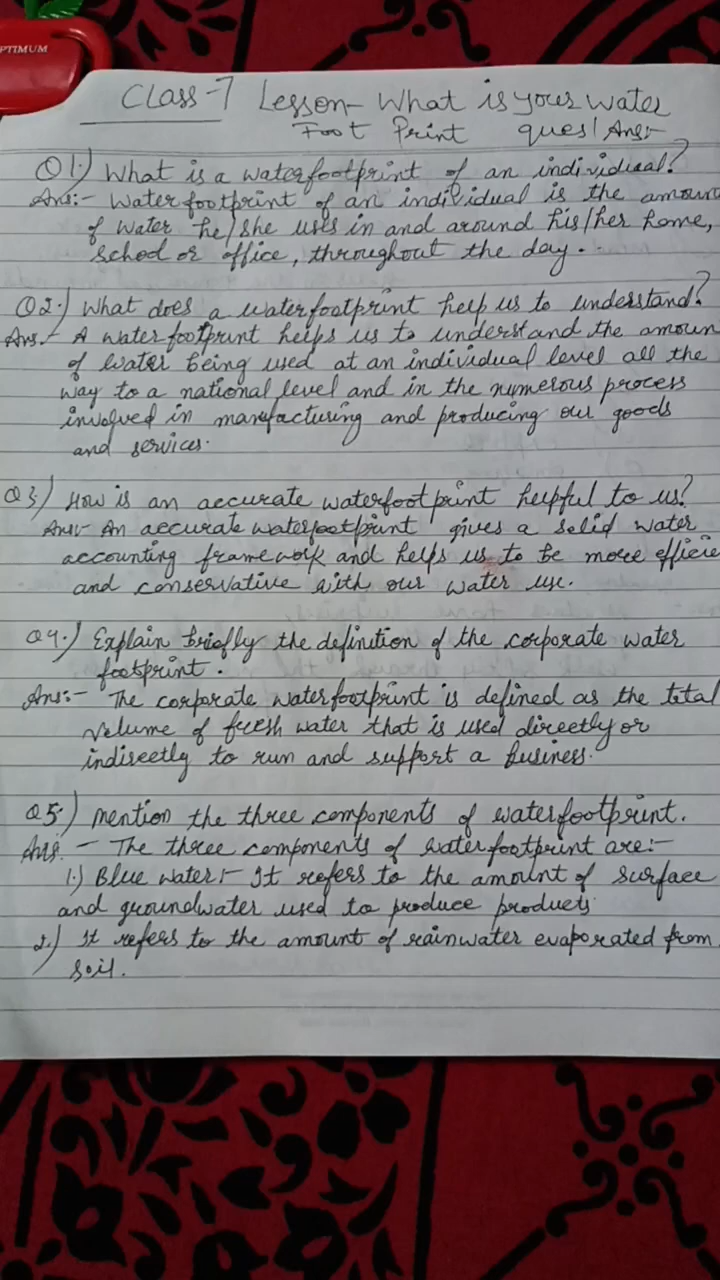 PTIMUM
Class-7 Lesson- What is your Water
Foot Print ques/Ans:-
Q1.) What is a waterfootprint of an individual?
Ans:- Water footprint of an individual is the amoun
of water he/she uses in and around his/her home,
school or office, throughout the day.
Q2.) What does a waterfootprint help us to understand?
Ans.- A water footprint helps us to understand the amoun
of water being used at an individual level all the
way to a national level and in the numerous process
involved in manufacturing and producing our goods
and services.
Q3) How is an accurate waterfootprint helpful to us?
Ans- An accurate waterfootprint gives a solid water
accounting framework and helps us to be more efficie
and conservative with our water use.
Q4.) Explain briefly the definition of the corporate water
footprint.
Ans:- The corporate waterfootprint is defined as the total
volume of fresh water that is used directly or
indirectly to run and support a business.
Q5.) Mention the three components of waterfootprint.
Ans. - The three components of waterfootprint are:-
1.) Blue water:- It refers to the amount of surface
and groundwater used to produce products
2.) It refers to the amount of rainwater evaporated from
soil.